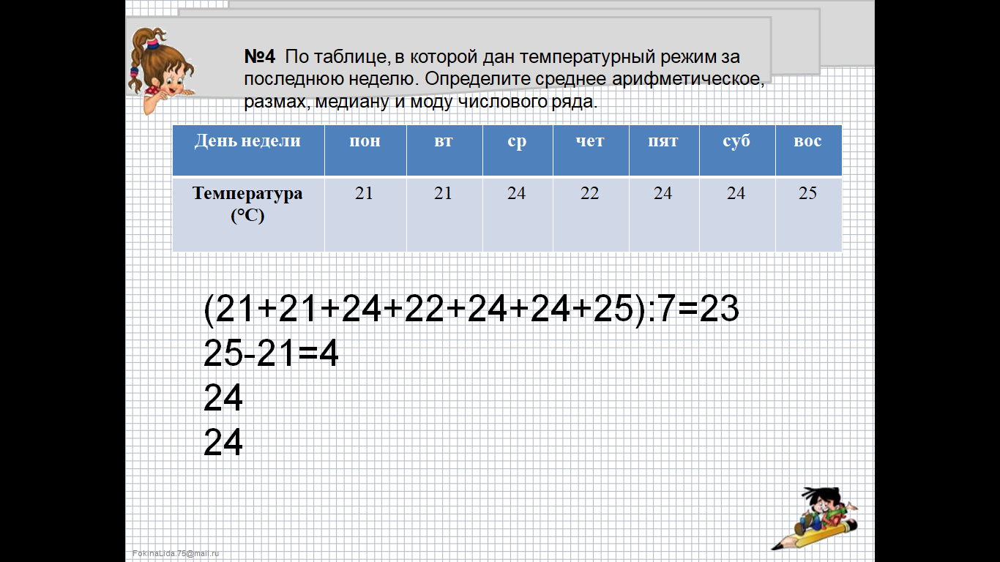 №4 По таблице, в которой дан температурный режим за
последнюю неделю. Определите среднее арифметическое,
размах, медиану и моду числового ряда.
День недели пон вт ср чет пят суб вос
Температура 21 21 24 22 24 24 25
(°С)
(21+21+24+22+24+24+25):7=23
25-21=4
24
24
FokinaLida.75@mail.ru